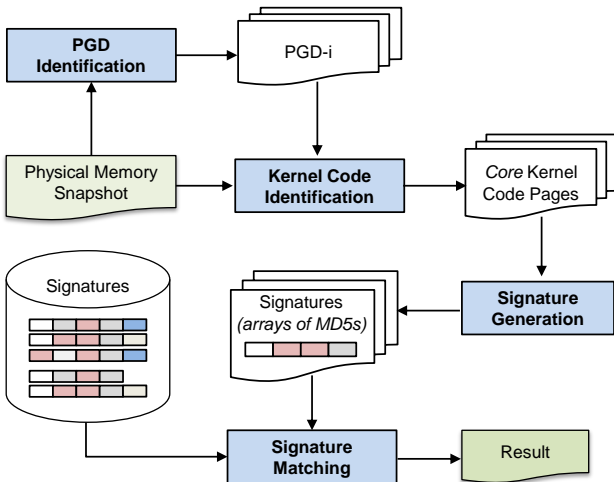 PGD
Identification
PGD-i
Physical Memory
Snapshot
Kernel Code
Identification
Core Kernel
Code Pages
Signatures
Signatures
(arrays of MD5s)
Signature
Generation
Signature
Matching
Result